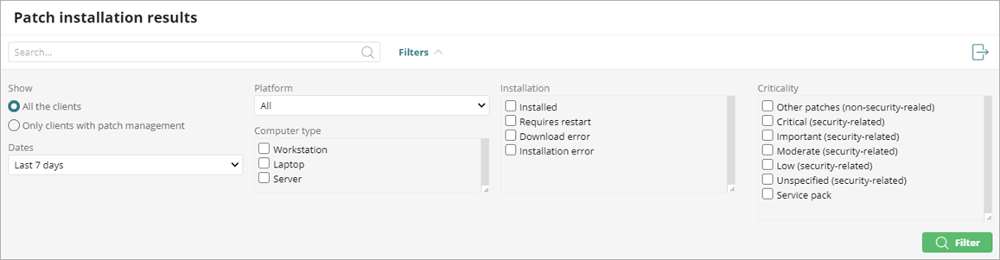 Patch installation results
Search...
Filters
Show
All the clients
Only clients with patch management
Dates
Last 7 days
Platform
All
Computer type
Workstation
Laptop
Server
Installation
Installed
Requires restart
Download error
Installation error
Criticality
Other patches (non-security-realed)
Critical (security-related)
Important (security-related)
Moderate (security-related)
Low (security-related)
Unspecified (security-related)
Service pack
Filter